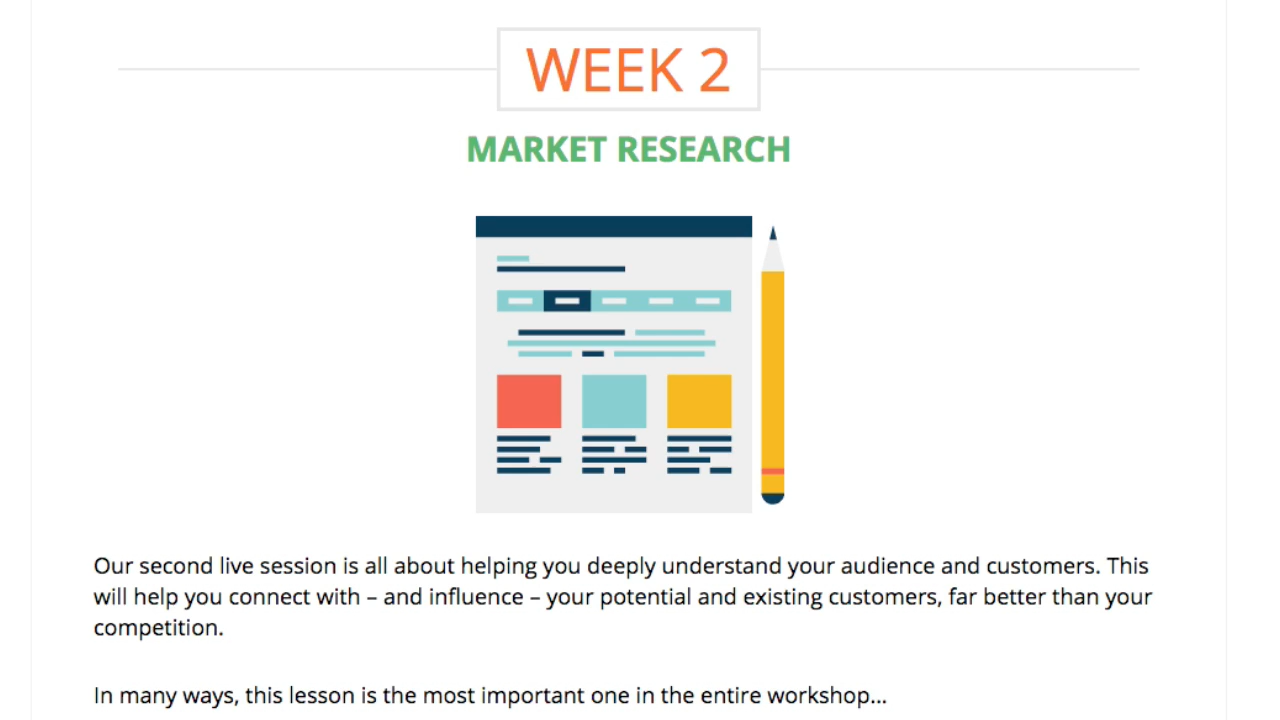 WEEK 2
MARKET RESEARCH
Our second live session is all about helping you deeply understand your audience and customers. This
will help you connect with – and influence – your potential and existing customers, far better than your
competition.
In many ways, this lesson is the most important one in the entire workshop...